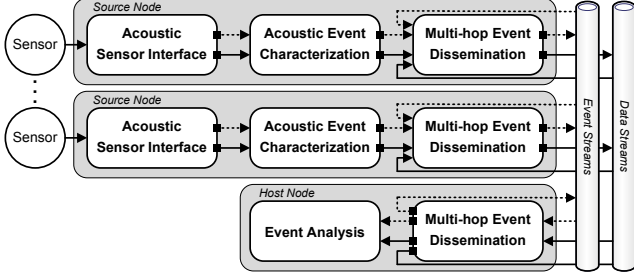 Source Node
Sensor
Acoustic
Sensor Interface
Acoustic Event
Characterization
Multi-hop Event
Dissemination
Source Node
Sensor
Acoustic
Sensor Interface
Acoustic Event
Characterization
Multi-hop Event
Dissemination
Host Node
Event Analysis
Multi-hop Event
Dissemination
Event Streams
Data Streams